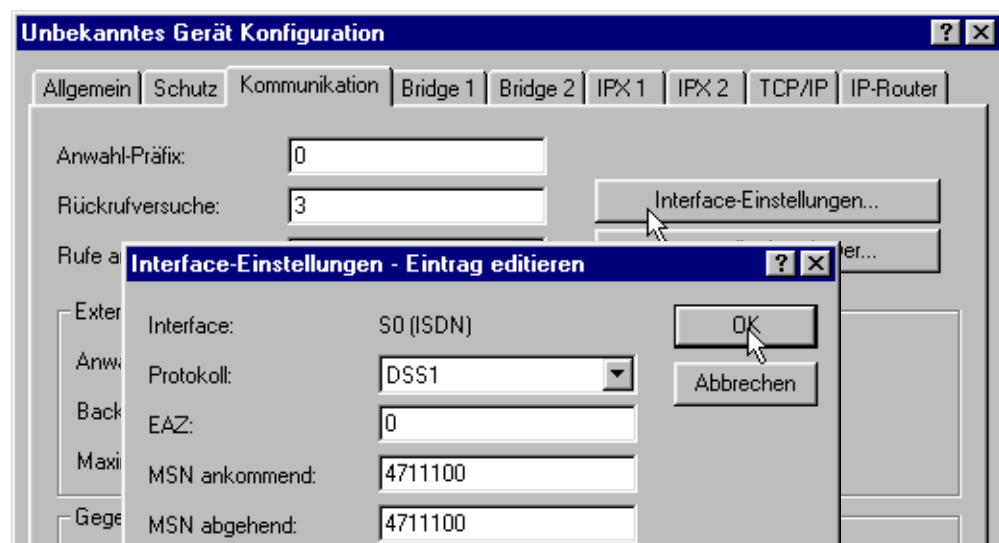 Unbekanntes Gerät Konfiguration
Allgemein Schutz Kommunikation Bridge 1 Bridge 2 IPX 1 IPX 2 TCP/IP IP-Router
Anwahl-Präfix: 0
Rückrufversuche: 3 Interface-Einstellungen...
Rufe
Interface-Einstellungen - Eintrag editieren
Interface: S0 (ISDN) OK
Protokoll: DSS1 Abbrechen
EAZ: 0
MSN ankommend: 4711100
MSN abgehend: 4711100